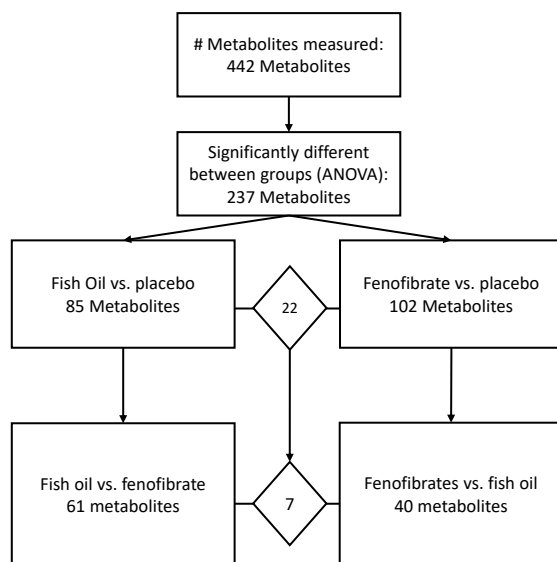 # Metabolites measured:
442 Metabolites
Significantly different
between groups (ANOVA):
237 Metabolites
Fish Oil vs. placebo
85 Metabolites
22
Fenofibrate vs. placebo
102 Metabolites
Fish oil vs. fenofibrate
61 metabolites
7
Fenofibrates vs. fish oil
40 metabolites